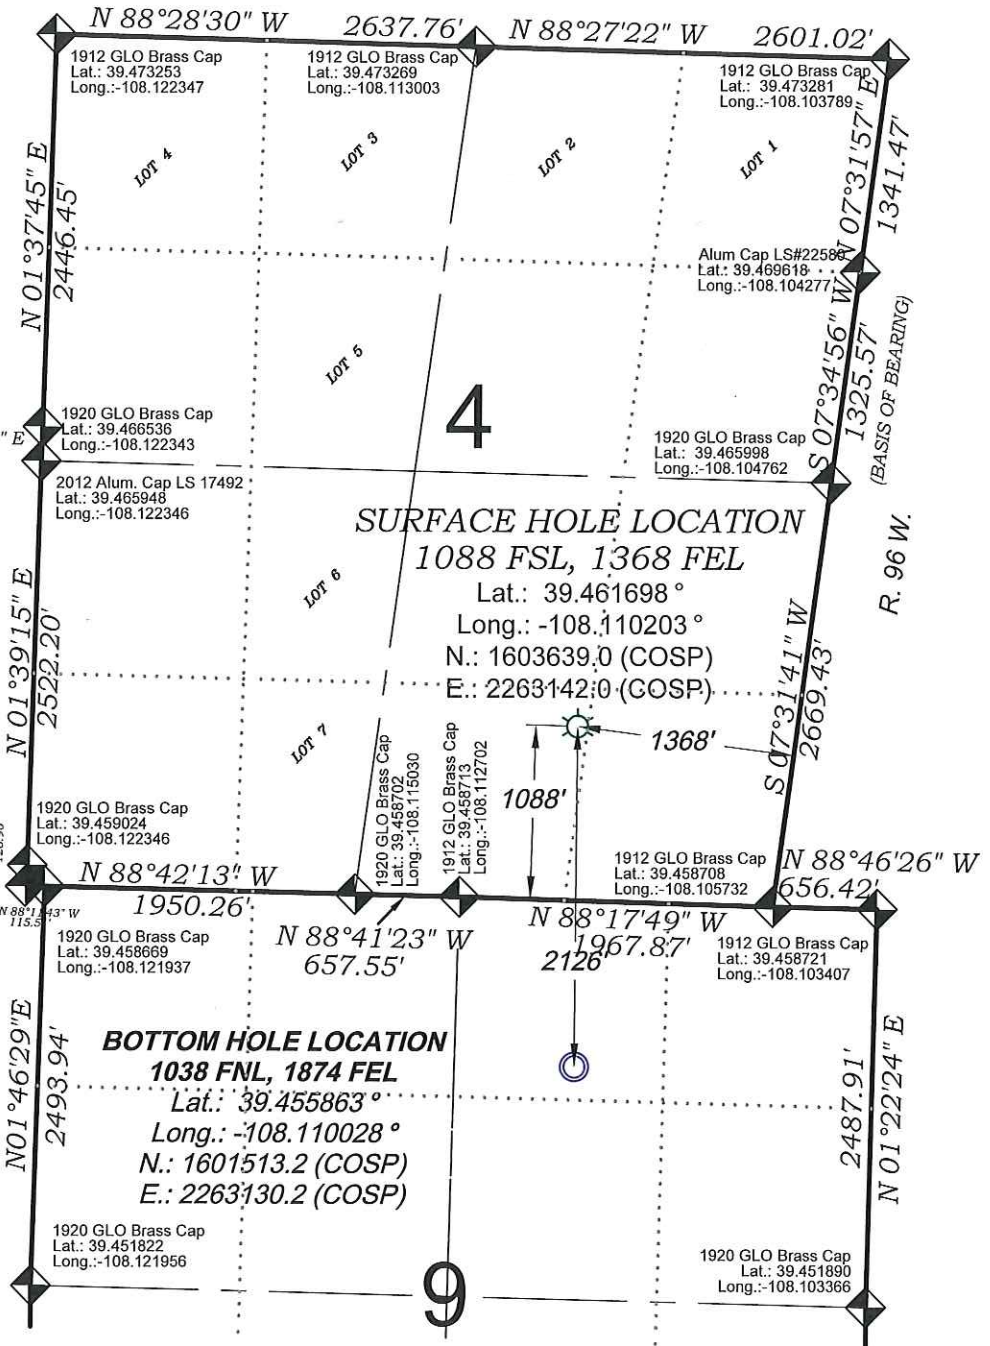 N 88°28'30" W
2637.76'
N 88°27'22" W
2601.02'
1912 GLO Brass Cap
Lat.: 39.473253
Long.:-108.122347
1912 GLO Brass Cap
Lat.: 39.473269
Long.:-108.113003
1912 GLO Brass Cap
Lat.: 39.473281
Long.:-108.103789
N 07°31'57" E
1341.47'
LOT 4
LOT 3
LOT 2
LOT 1
N 01°37'45" E
2446.45'
Alum Cap LS#22580
Lat.: 39.469618
Long.:-108.104277
S 07°34'56" W
1325.57'
(BASIS OF BEARING)
LOT 5
4
" E
1920 GLO Brass Cap
Lat.: 39.466536
Long.:-108.122343
1920 GLO Brass Cap
Lat.: 39.465998
Long.:-108.104762
2012 Alum. Cap LS 17492
Lat.: 39.465948
Long.:-108.122346
SURFACE HOLE LOCATION
1088 FSL, 1368 FEL
Lat.: 39.461698°
Long.: -108.110203°
N.: 1603639.0 (COSP)
E.: 2263142.0 (COSP)
R. 96 W.
LOT 6
N 01°39'15" E
2522.20'
S 07°31'41" W
2669.43'
LOT 7
1368'
1088'
1920 GLO Brass Cap
Lat.: 39.458702
Long.:-108.115030
1912 GLO Brass Cap
Lat.: 39.458713
Long.:-108.112702
1920 GLO Brass Cap
Lat.: 39.459024
Long.:-108.122346
1912 GLO Brass Cap
Lat.: 39.458708
Long.:-108.105732
N 88°46'26" W
656.42'
N 88°42'13" W
1950.26'
N 88°41'23" W
657.55'
N 88°17'49" W
1967.87'
2126'
1920 GLO Brass Cap
Lat.: 39.458669
Long.:-108.121937
1912 GLO Brass Cap
Lat.: 39.458721
Long.:-108.103407
BOTTOM HOLE LOCATION
1038 FNL, 1874 FEL
Lat.: 39.455863°
Long.: -108.110028°
N.: 1601513.2 (COSP)
E.: 2263130.2 (COSP)
N01°46'29"E
2493.94'
2487.91'
N 01°22'24" E
1920 GLO Brass Cap
Lat.: 39.451822
Long.:-108.121956
9
1920 GLO Brass Cap
Lat.: 39.451890
Long.:-108.103366